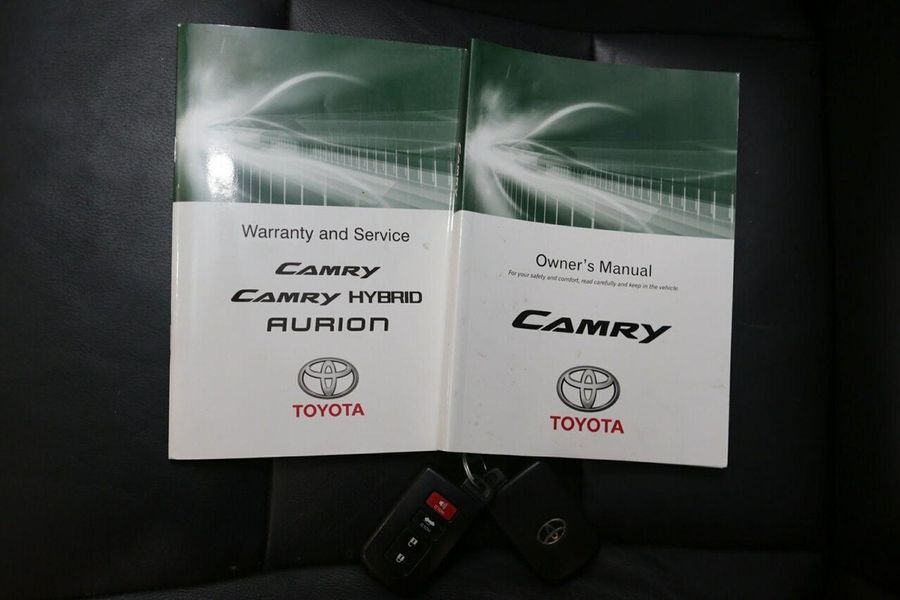 Warranty and Service
CAMRY
CAMRY HYBRID
AURION
TOYOTA
Owner's Manual
For your safety and comfort, read carefully and keep in the vehicle.
CAMRY
TOYOTA